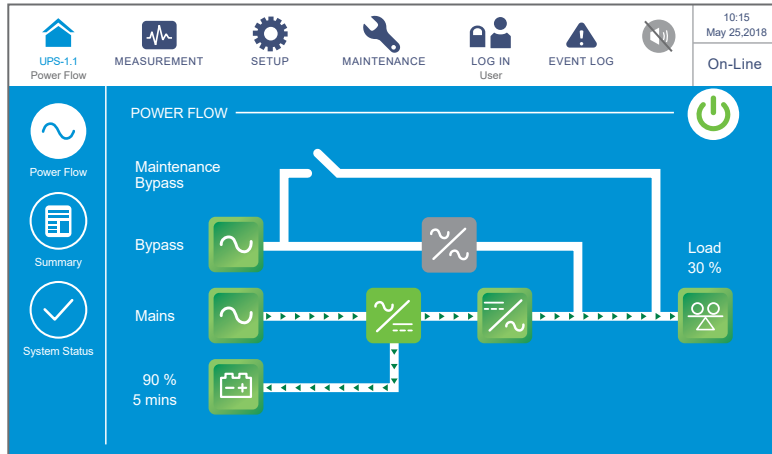 10:15
May 25,2018
UPS-1.1
Power Flow
MEASUREMENT
SETUP
MAINTENANCE
LOG IN
User
EVENT LOG
On-Line
POWER FLOW
Power Flow
Summary
System Status
Maintenance
Bypass
Bypass
Load
30 %
Mains
90 %
5 mins